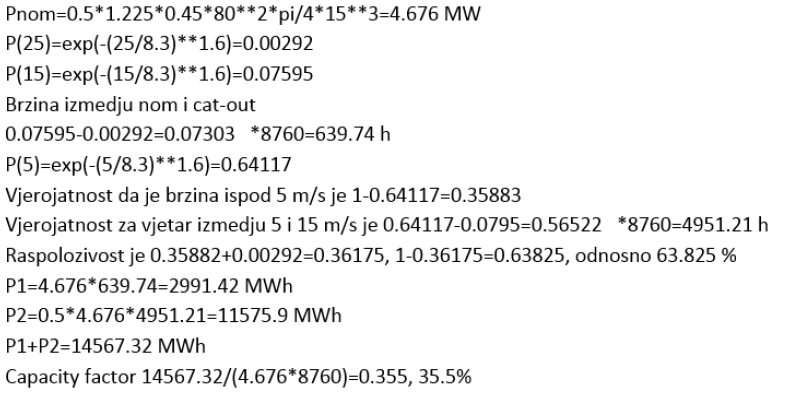 Pnom=0.5*1.225*0.45*80**2*pi/4*15**3=4.676 MW
P(25)=exp(-(25/8.3)**1.6)=0.00292
P(15)=exp(-(15/8.3)**1.6)=0.07595
Brzina izmedju nom i cat-out
0.07595-0.00292=0.07303   *8760=639.74 h
P(5)=exp(-(5/8.3)**1.6)=0.64117
Vjerojatnost da je brzina ispod 5 m/s je 1-0.64117=0.35883
Vjerojatnost za vjetar izmedju 5 i 15 m/s je 0.64117-0.0795=0.56522   *8760=4951.21 h
Raspolozivost je 0.35882+0.00292=0.36175, 1-0.36175=0.63825, odnosno 63.825 %
P1=4.676*639.74=2991.42 MWh
P2=0.5*4.676*4951.21=11575.9 MWh
P1+P2=14567.32 MWh
Capacity factor 14567.32/(4.676*8760)=0.355, 35.5%